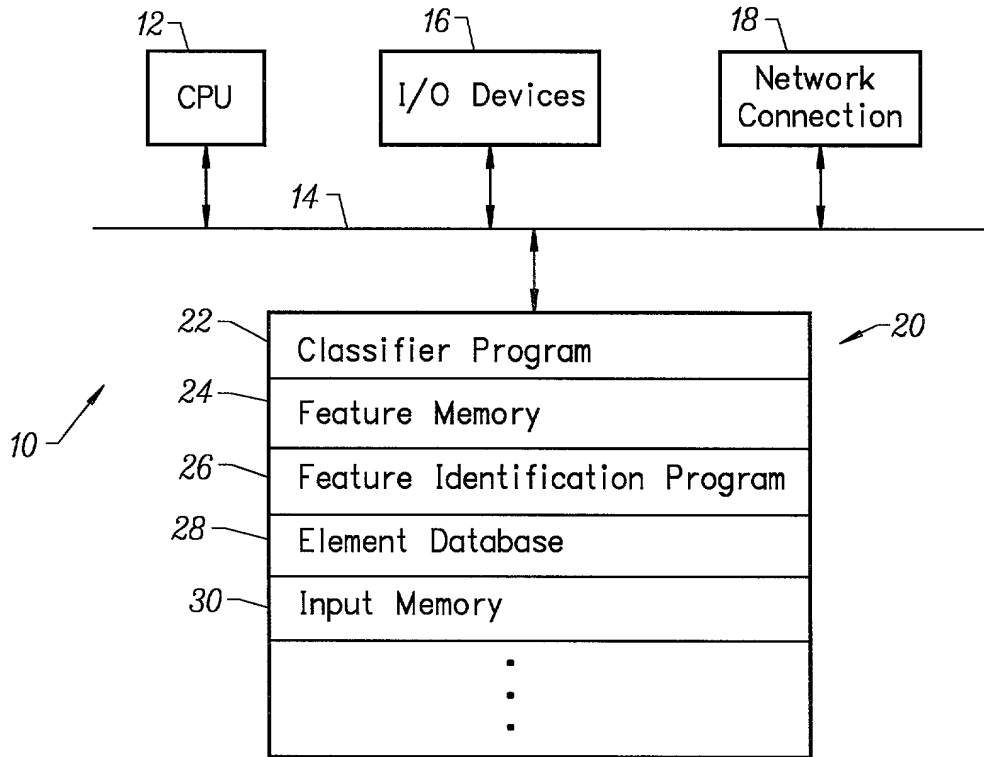 12
16
18
CPU
I/O Devices
Network
Connection
14
22
Classifier Program
20
24
Feature Memory
10
26
Feature Identification Program
28
Element Database
30
Input Memory